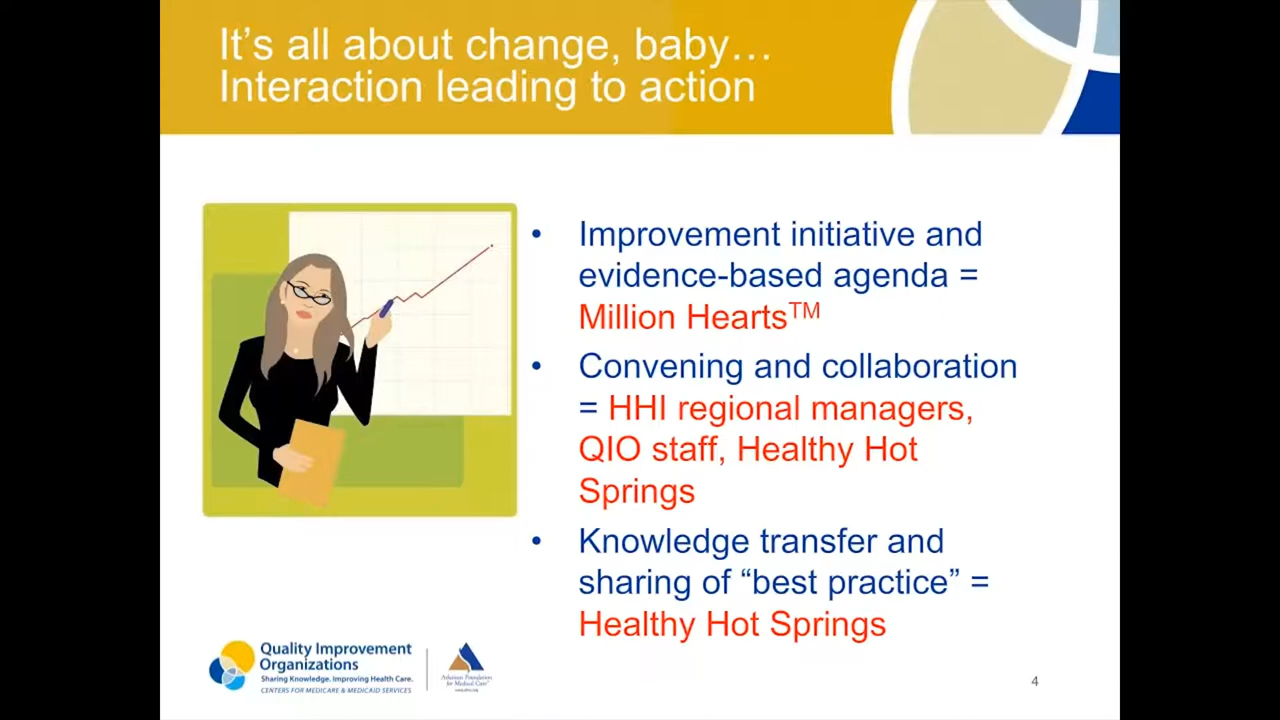 It’s all about change, baby…
Interaction leading to action
• Improvement initiative and
evidence-based agenda =
Million Hearts™
• Convening and collaboration
= HHI regional managers,
QIO staff, Healthy Hot
Springs
• Knowledge transfer and
sharing of “best practice” =
Healthy Hot Springs
Quality Improvement
Organizations
Sharing Knowledge. Improving Health Care.
CENTERS FOR MEDICARE & MEDICAID SERVICES
Arkansas Foundation
for Medical Care
www.afmc.org
4